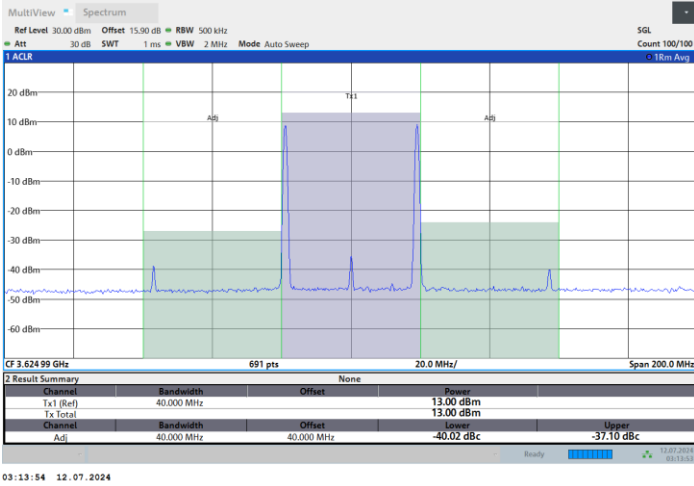 MultiView Spectrum
Ref Level 30.00 dBm Offset 15.90 dB RBW 500 kHz SGL
Att 30 dB SWT 1 ms VBW 2 MHz Mode Auto Sweep Count 100/100
1 ACLR 1Rm Avg
20 dBm
Tx1
10 dBm
Adj Adj
0 dBm
-10 dBm
-20 dBm
-30 dBm
-40 dBm
-50 dBm
-60 dBm
CF 3.624 99 GHz 691 pts 20.0 MHz/ Span 200.0 MHz
2 Result Summary None
Channel Bandwidth Offset Power
Tx1 (Ref) 40.000 MHz 13.00 dBm
Tx Total 13.00 dBm
Channel Bandwidth Offset Lower Upper
Adj 40.000 MHz 40.000 MHz -40.02 dBc -37.10 dBc
Ready 12.07.2024
03:13:53
03:13:54 12.07.2024